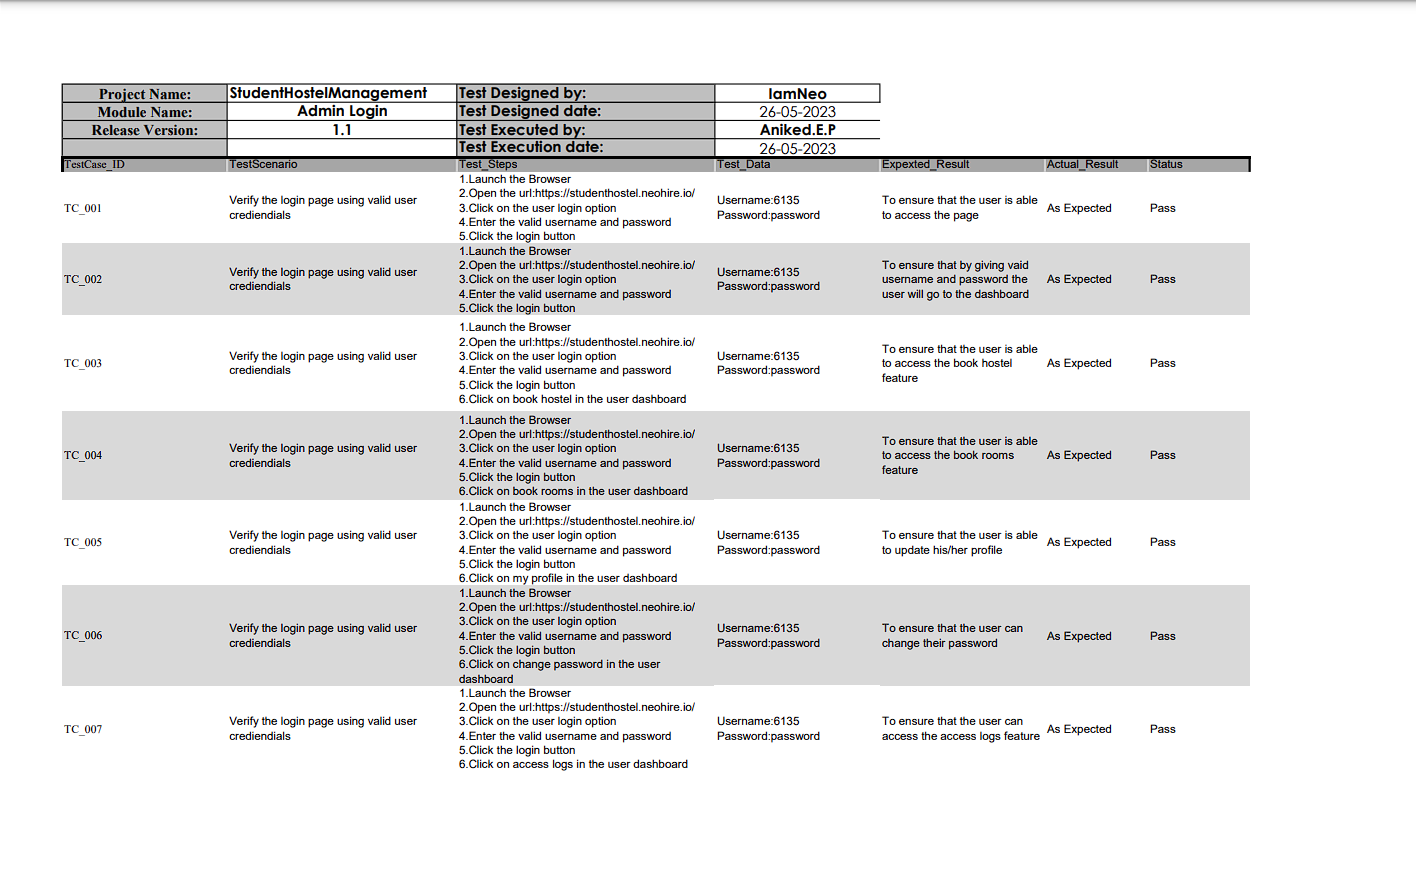 Project Name: StudentHostelManagement Test Designed by: IamNeo
Module Name: Admin Login Test Designed date: 26-05-2023
Release Version: 1.1 Test Executed by: Aniked.E.P
Test Execution date: 26-05-2023
TestCase_ID TestScenario Test_Steps Test_Data Expexted_Result Actual_Result Status
TC_001
Verify the login page using valid user
crediendials
1.Launch the Browser
2.Open the url:https://studenthostel.neohire.io/
3.Click on the user login option
4.Enter the valid username and password
5.Click the login button
Username:6135
Password:password
To ensure that the user is able
to access the page
As Expected
Pass
TC_002
Verify the login page using valid user
crediendials
1.Launch the Browser
2.Open the url:https://studenthostel.neohire.io/
3.Click on the user login option
4.Enter the valid username and password
5.Click the login button
Username:6135
Password:password
To ensure that by giving vaid
username and password the
user will go to the dashboard
As Expected
Pass
TC_003
Verify the login page using valid user
crediendials
1.Launch the Browser
2.Open the url:https://studenthostel.neohire.io/
3.Click on the user login option
4.Enter the valid username and password
5.Click the login button
6.Click on book hostel in the user dashboard
Username:6135
Password:password
To ensure that the user is able
to access the book hostel
feature
As Expected
Pass
TC_004
Verify the login page using valid user
crediendials
1.Launch the Browser
2.Open the url:https://studenthostel.neohire.io/
3.Click on the user login option
4.Enter the valid username and password
5.Click the login button
6.Click on book rooms in the user dashboard
Username:6135
Password:password
To ensure that the user is able
to access the book rooms
feature
As Expected
Pass
TC_005
Verify the login page using valid user
crediendials
1.Launch the Browser
2.Open the url:https://studenthostel.neohire.io/
3.Click on the user login option
4.Enter the valid username and password
5.Click the login button
6.Click on my profile in the user dashboard
Username:6135
Password:password
To ensure that the user is able
to update his/her profile
As Expected
Pass
TC_006
Verify the login page using valid user
crediendials
1.Launch the Browser
2.Open the url:https://studenthostel.neohire.io/
3.Click on the user login option
4.Enter the valid username and password
5.Click the login button
6.Click on change password in the user
dashboard
Username:6135
Password:password
To ensure that the user can
change their password
As Expected
Pass
TC_007
Verify the login page using valid user
crediendials
1.Launch the Browser
2.Open the url:https://studenthostel.neohire.io/
3.Click on the user login option
4.Enter the valid username and password
5.Click the login button
6.Click on access logs in the user dashboard
Username:6135
Password:password
To ensure that the user can
access the access logs feature
As Expected
Pass